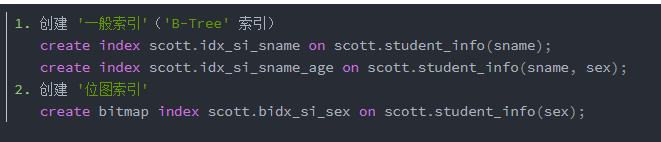 1. 创建 '一般索引'（'B-Tree' 索引）
create index scott.idx_si_sname on scott.student_info(sname);
create index scott.idx_si_sname_age on scott.student_info(sname, sex);
2. 创建 '位图索引'
create bitmap index scott.bidx_si_sex on scott.student_info(sex);